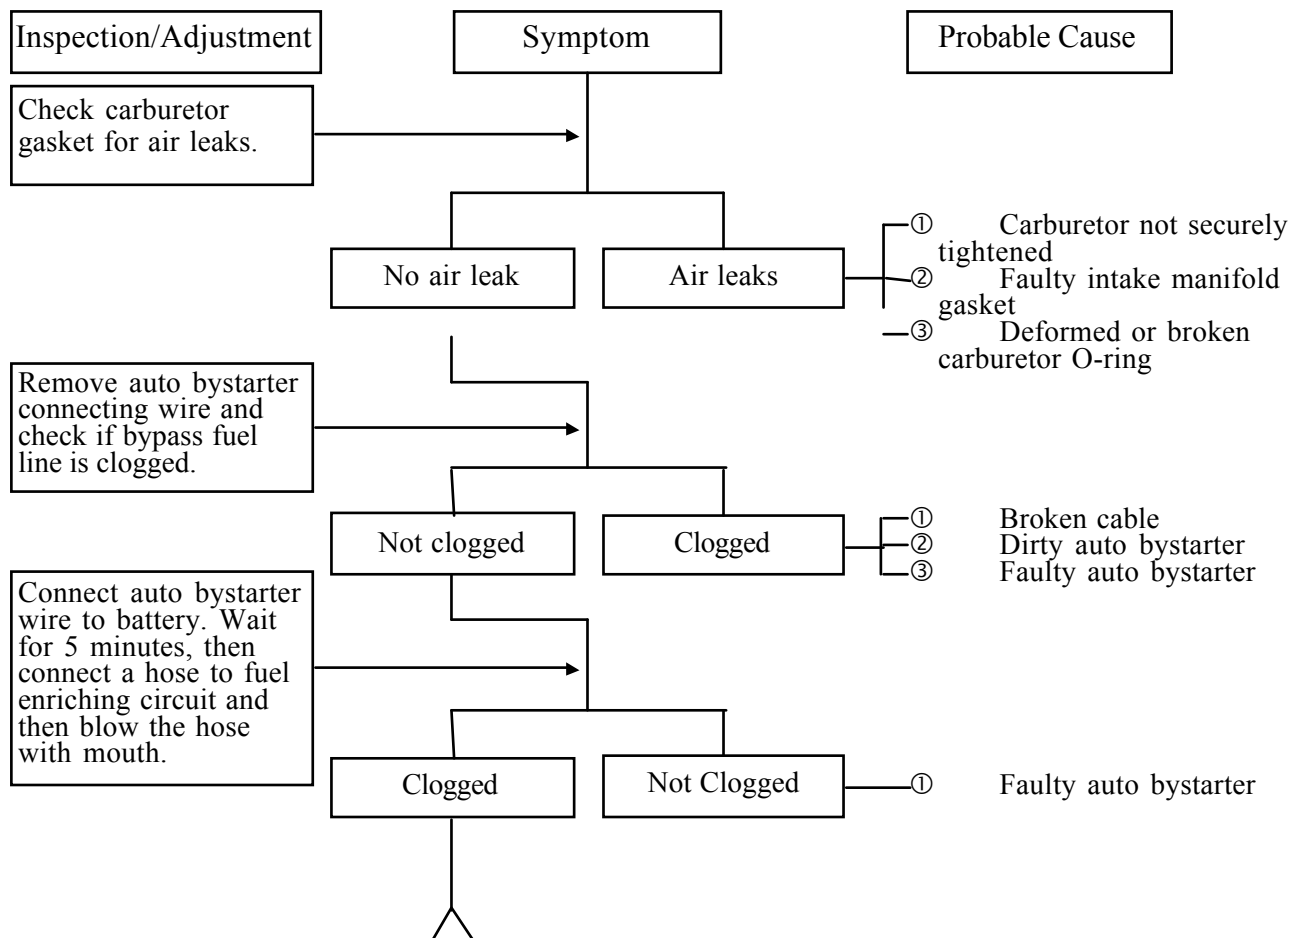 Inspection/Adjustment
Symptom
Probable Cause
Check carburetor
gasket for air leaks.
No air leak
Air leaks
① Carburetor not securely
tightened
② Faulty intake manifold
gasket
③ Deformed or broken
carburetor O-ring
Remove auto bystarter
connecting wire and
check if bypass fuel
line is clogged.
Not clogged
Clogged
① Broken cable
② Dirty auto bystarter
③ Faulty auto bystarter
Connect auto bystarter
wire to battery. Wait
for 5 minutes, then
connect a hose to fuel
enriching circuit and
then blow the hose
with mouth.
Clogged
Not Clogged
① Faulty auto bystarter